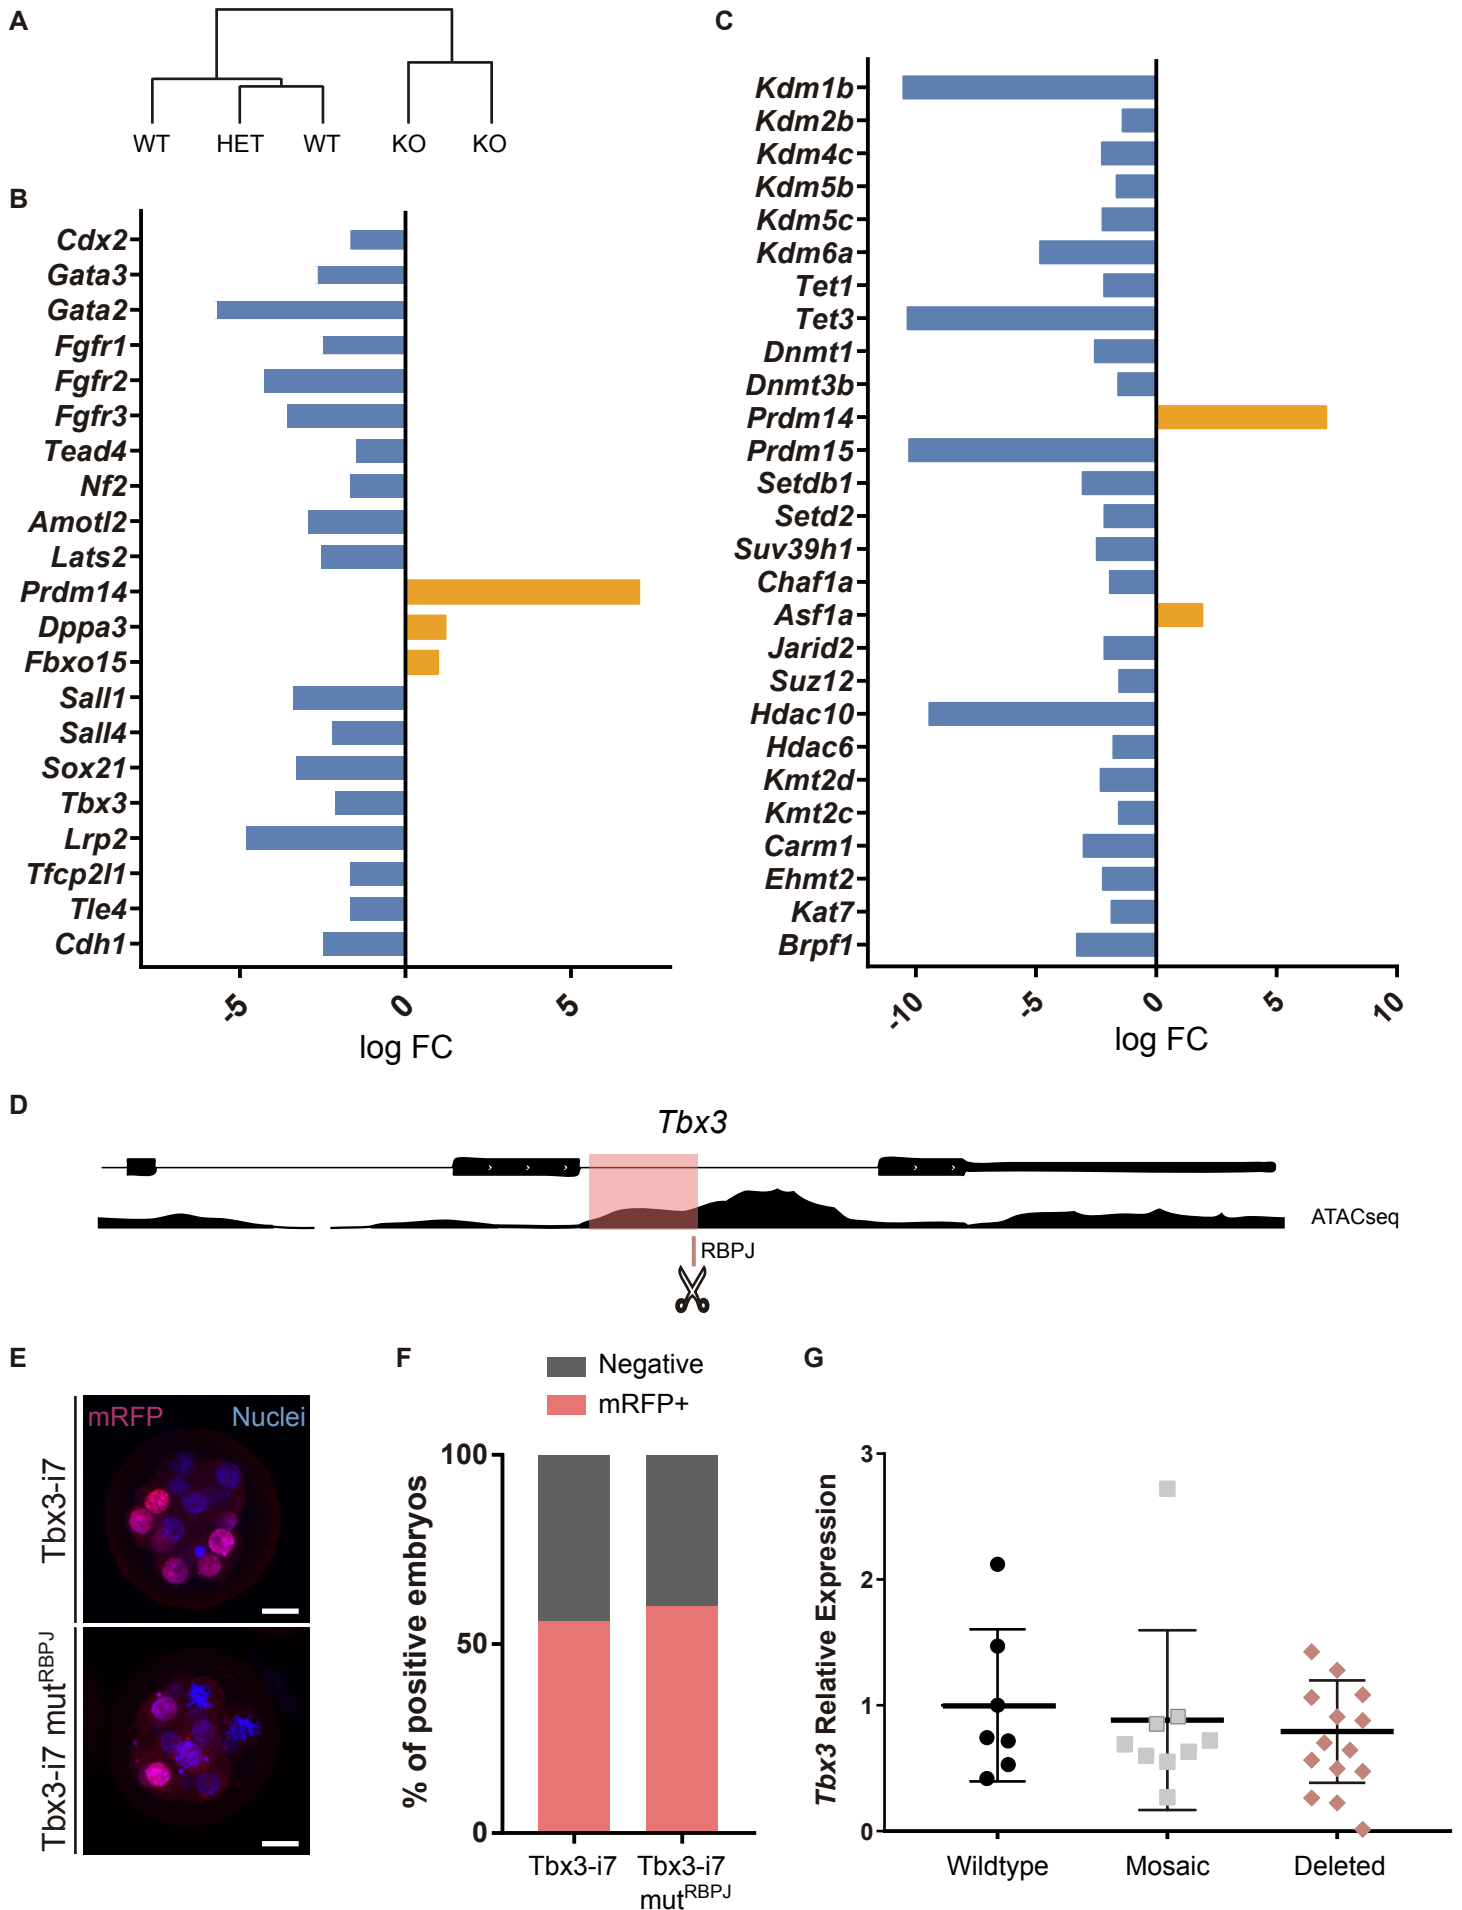 A
WT
HET
WT
KO
KO
B
Cdx2
Gata3
Gata2
Fgfr1
Fgfr2
Fgfr3
Tead4
Nf2
Amotl2
Lats2
Prdm14
Dppa3
Fbxo15
Sall1
Sall4
Sox21
Tbx3
Lrp2
Tfcp2l1
Tle4
Cdh1
-5
0
5
log FC
C
Kdm1b
Kdm2b
Kdm4c
Kdm5b
Kdm5c
Kdm6a
Tet1
Tet3
Dnmt1
Dnmt3b
Prdm14
Prdm15
Setdb1
Setd2
Suv39h1
Chaf1a
Asf1a
Jarid2
Suz12
Hdac10
Hdac6
Kmt2d
Kmt2c
Carm1
Ehmt2
Kat7
Brpf1
-10
-5
0
5
10
log FC
D
Tbx3
ATACseq
RBPJ
E
mRFP
Nuclei
Tbx3-i7
Tbx3-i7 mutRBPJ
F
Negative
mRFP+
% of positive embryos
100
50
0
Tbx3-i7
Tbx3-i7
mutRBPJ
G
Tbx3 Relative Expression
3
2
1
0
Wildtype
Mosaic
Deleted